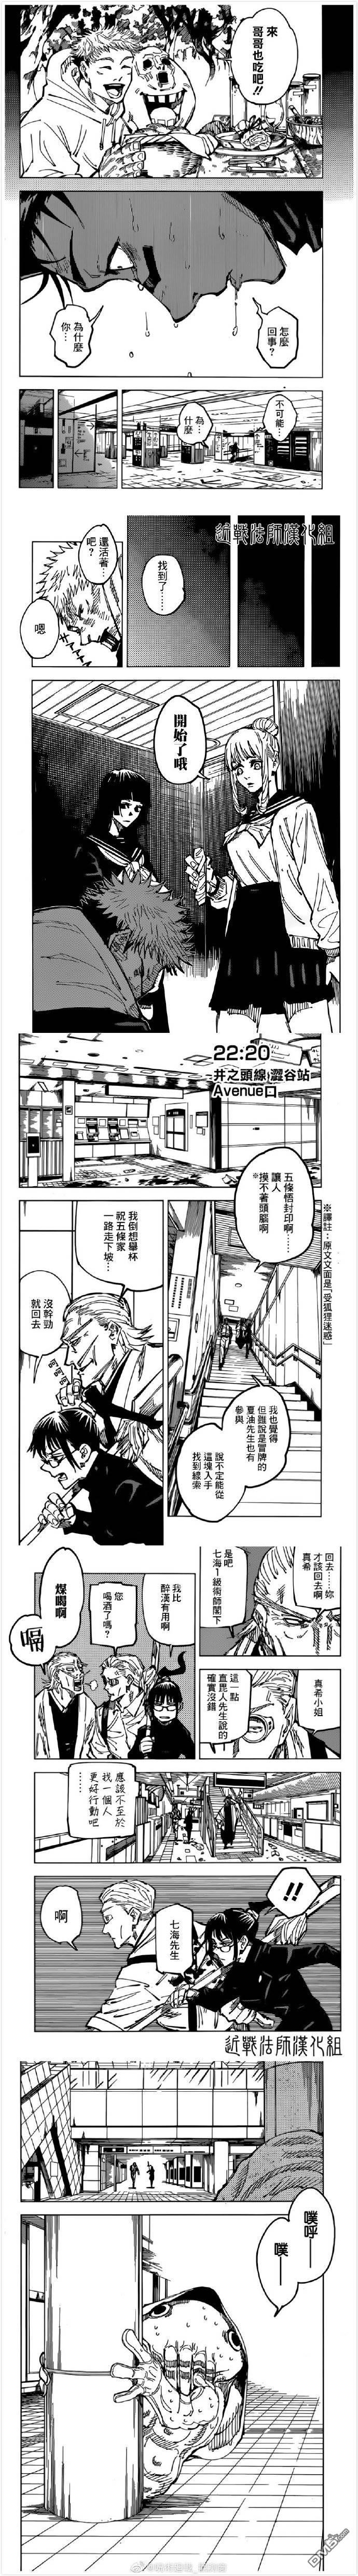 來
哥哥也吃吧!!
怎麼
回事？
為什麼
你…
不可能…
為…
什麼
近戰法師漢化組
找到了……
還活著…
吧？
嗯
開始了哦
22:20
井之頭線 澀谷站
Avenue口
五條悟封印啊……
讓人
摸不著頭腦啊
※
※譯註：原文文面是「受狐狸迷惑」
我倒想舉杯
祝五條家
一路走下坡…
沒幹勁
就回去
我也覺得
但雖說是冒牌的
夏油先生也有
參與
說不定能從
這塊入手
找到線索
回去……妳
才該回去啊
真希
是吧
七海1級術師閣下
我比
醉漢有用啊
您
喝酒了嗎？
煤喝啊
嗝
真希小姐
這一點
直毘人先生說的
確實沒錯
應該不至於
找一個人
更好行動吧
……
!!
七海先生
啊
近戰法師漢化組
噗呼——
噗——